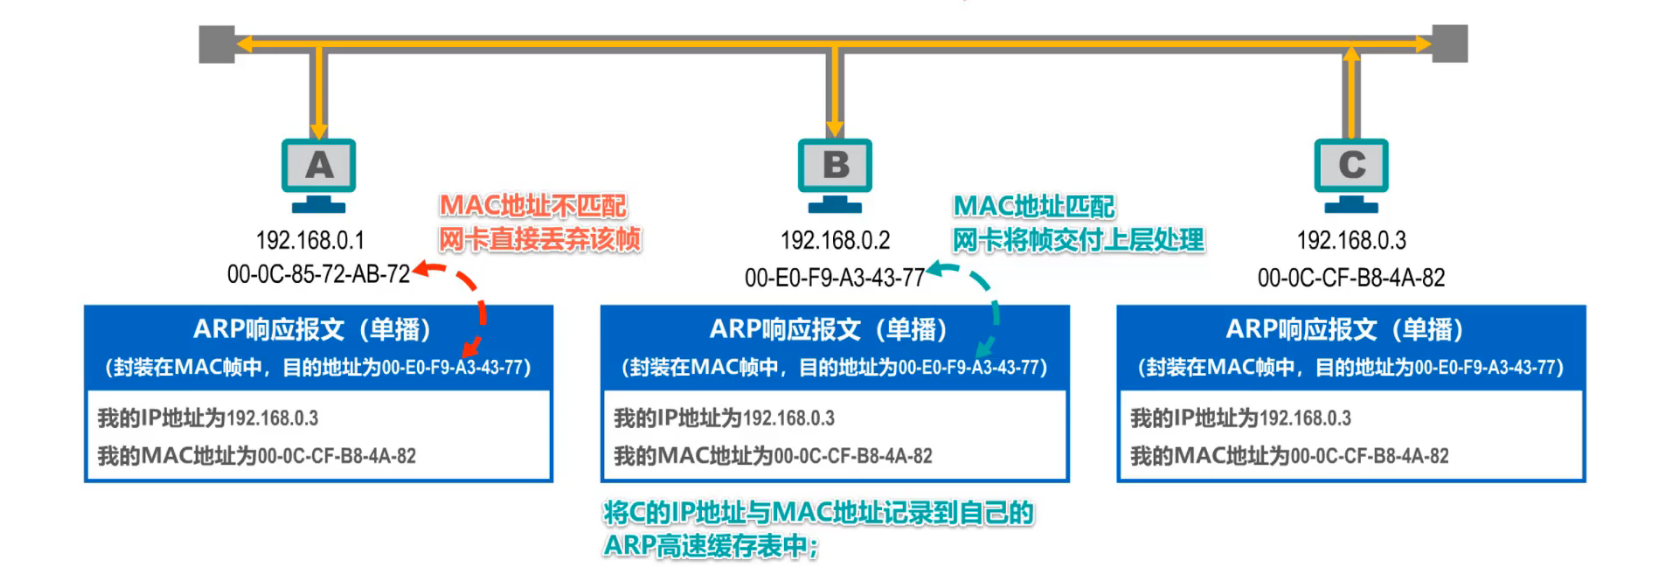 A
B
C
MAC地址不匹配
网卡直接丢弃该帧
MAC地址匹配
网卡将帧交付上层处理
192.168.0.1
00-0C-85-72-AB-72
192.168.0.2
00-E0-F9-A3-43-77
192.168.0.3
00-0C-CF-B8-4A-82
ARP响应报文（单播）
（封装在MAC帧中，目的地址为00-E0-F9-A3-43-77）
我的IP地址为192.168.0.3
我的MAC地址为00-0C-CF-B8-4A-82
ARP响应报文（单播）
（封装在MAC帧中，目的地址为00-E0-F9-A3-43-77）
我的IP地址为192.168.0.3
我的MAC地址为00-0C-CF-B8-4A-82
ARP响应报文（单播）
（封装在MAC帧中，目的地址为00-E0-F9-A3-43-77）
我的IP地址为192.168.0.3
我的MAC地址为00-0C-CF-B8-4A-82
将C的IP地址与MAC地址记录到自己的
ARP高速缓存表中；